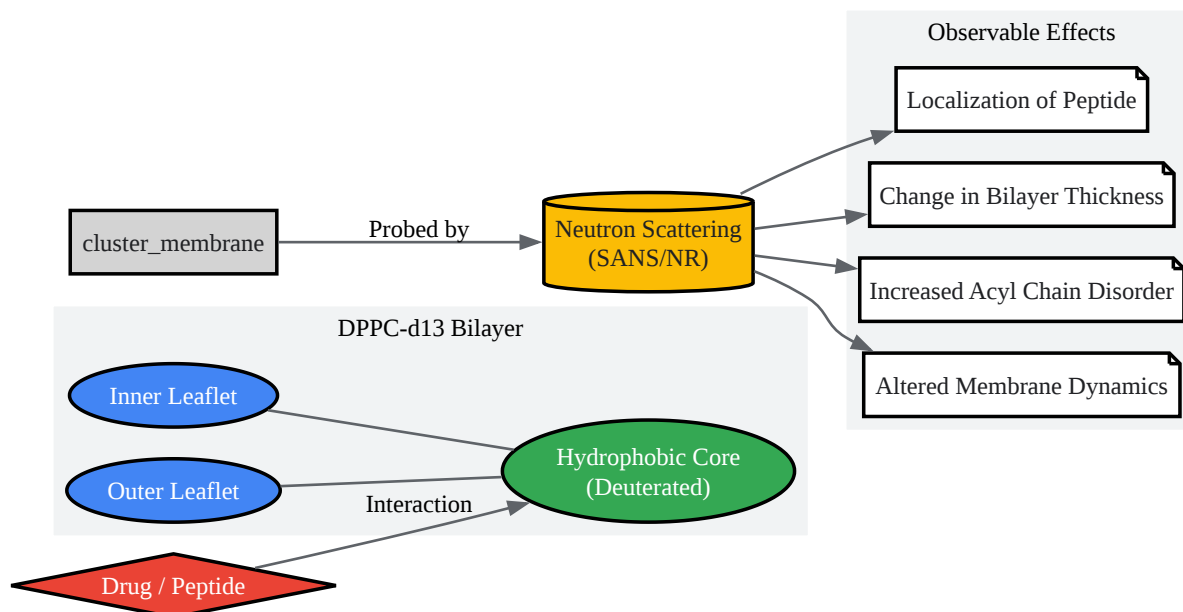 Observable Effects
Localization of Peptide
Change in Bilayer Thickness
Increased Acyl Chain Disorder
Altered Membrane Dynamics
cluster_membrane
Probed by
Neutron Scattering
(SANS/NR)
DPPC-d13 Bilayer
Inner Leaflet
Outer Leaflet
Hydrophobic Core
(Deuterated)
Interaction
Drug / Peptide